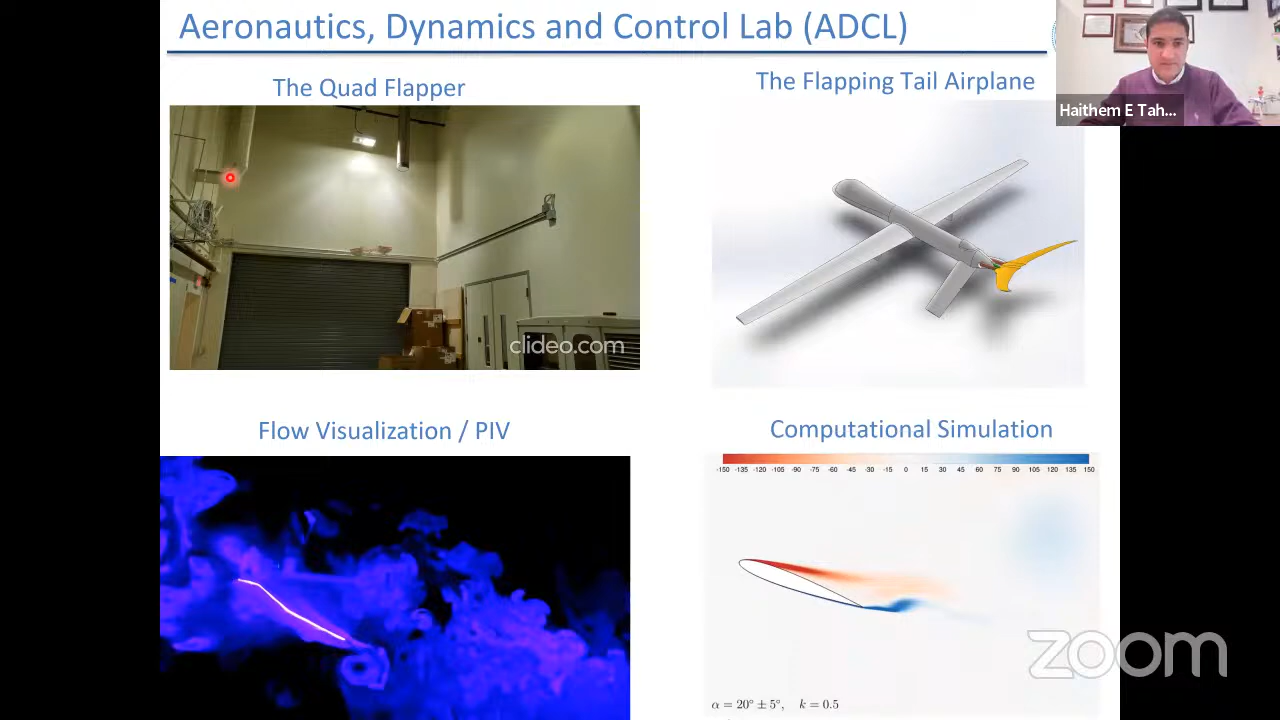 Aeronautics, Dynamics and Control Lab (ADCL)
Haithem E Tah...
The Quad Flapper
The Flapping Tail Airplane
clideo.com
Flow Visualization / PIV
Computational Simulation
-150 -135 -120 -105 -90 -75 -60 -45 -30 -15 0 15 30 45 60 75 90 105 120 135 150
α = 20° ± 5°, k = 0.5
zoom